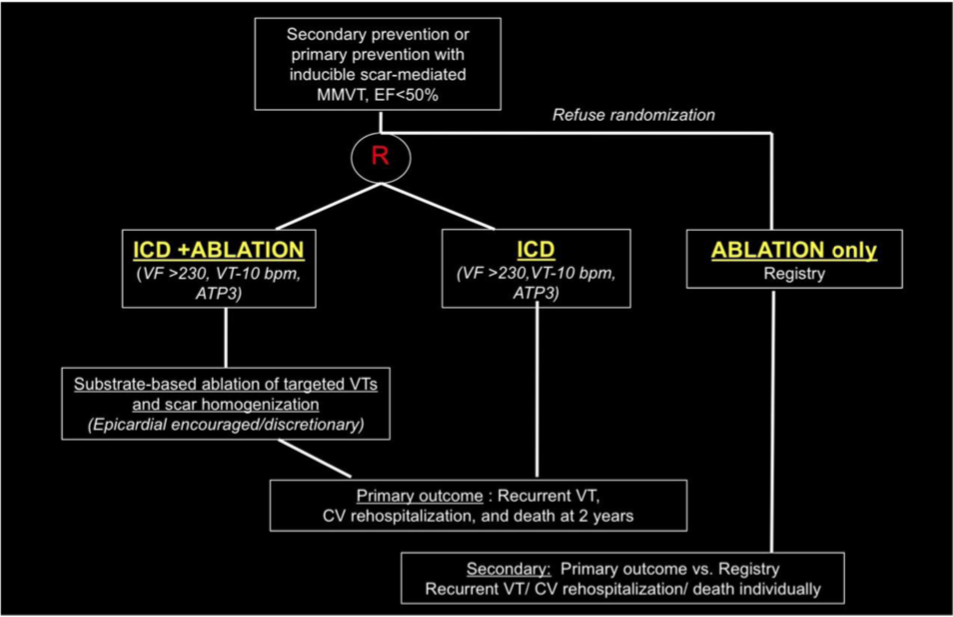 Secondary prevention or
primary prevention with
inducible scar-mediated
MMVT, EF<50%
Refuse randomization
R
ICD +ABLATION
(VF >230, VT-10 bpm,
ATP3)
ICD
(VF >230,VT-10 bpm,
ATP3)
ABLATION only
Registry
Substrate-based ablation of targeted VTs
and scar homogenization
(Epicardial encouraged/discretionary)
Primary outcome : Recurrent VT,
CV rehospitalization, and death at 2 years
Secondary: Primary outcome vs. Registry
Recurrent VT/ CV rehospitalization/ death individually